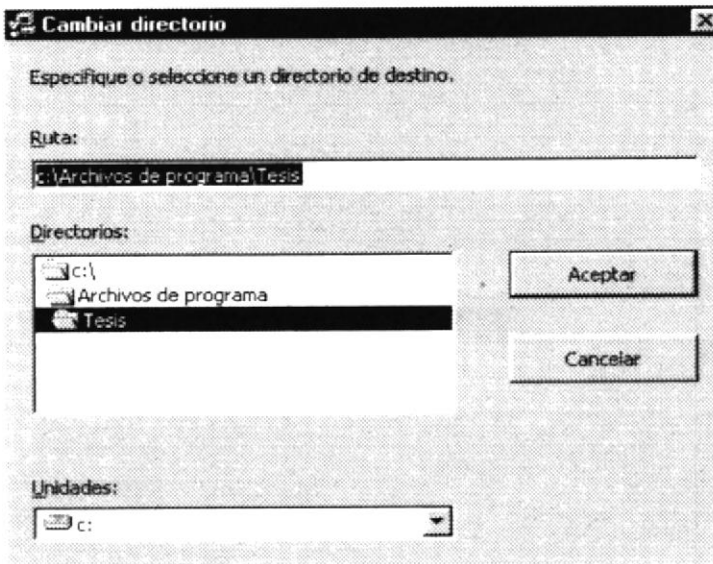 Cambiar directorio
Especifique o seleccione un directorio de destino.
Ruta:
c:\Archivos de programa\Tesis
Directorios:
c:\
Archivos de programa
Tesis
Aceptar
Cancelar
Unidades:
c: